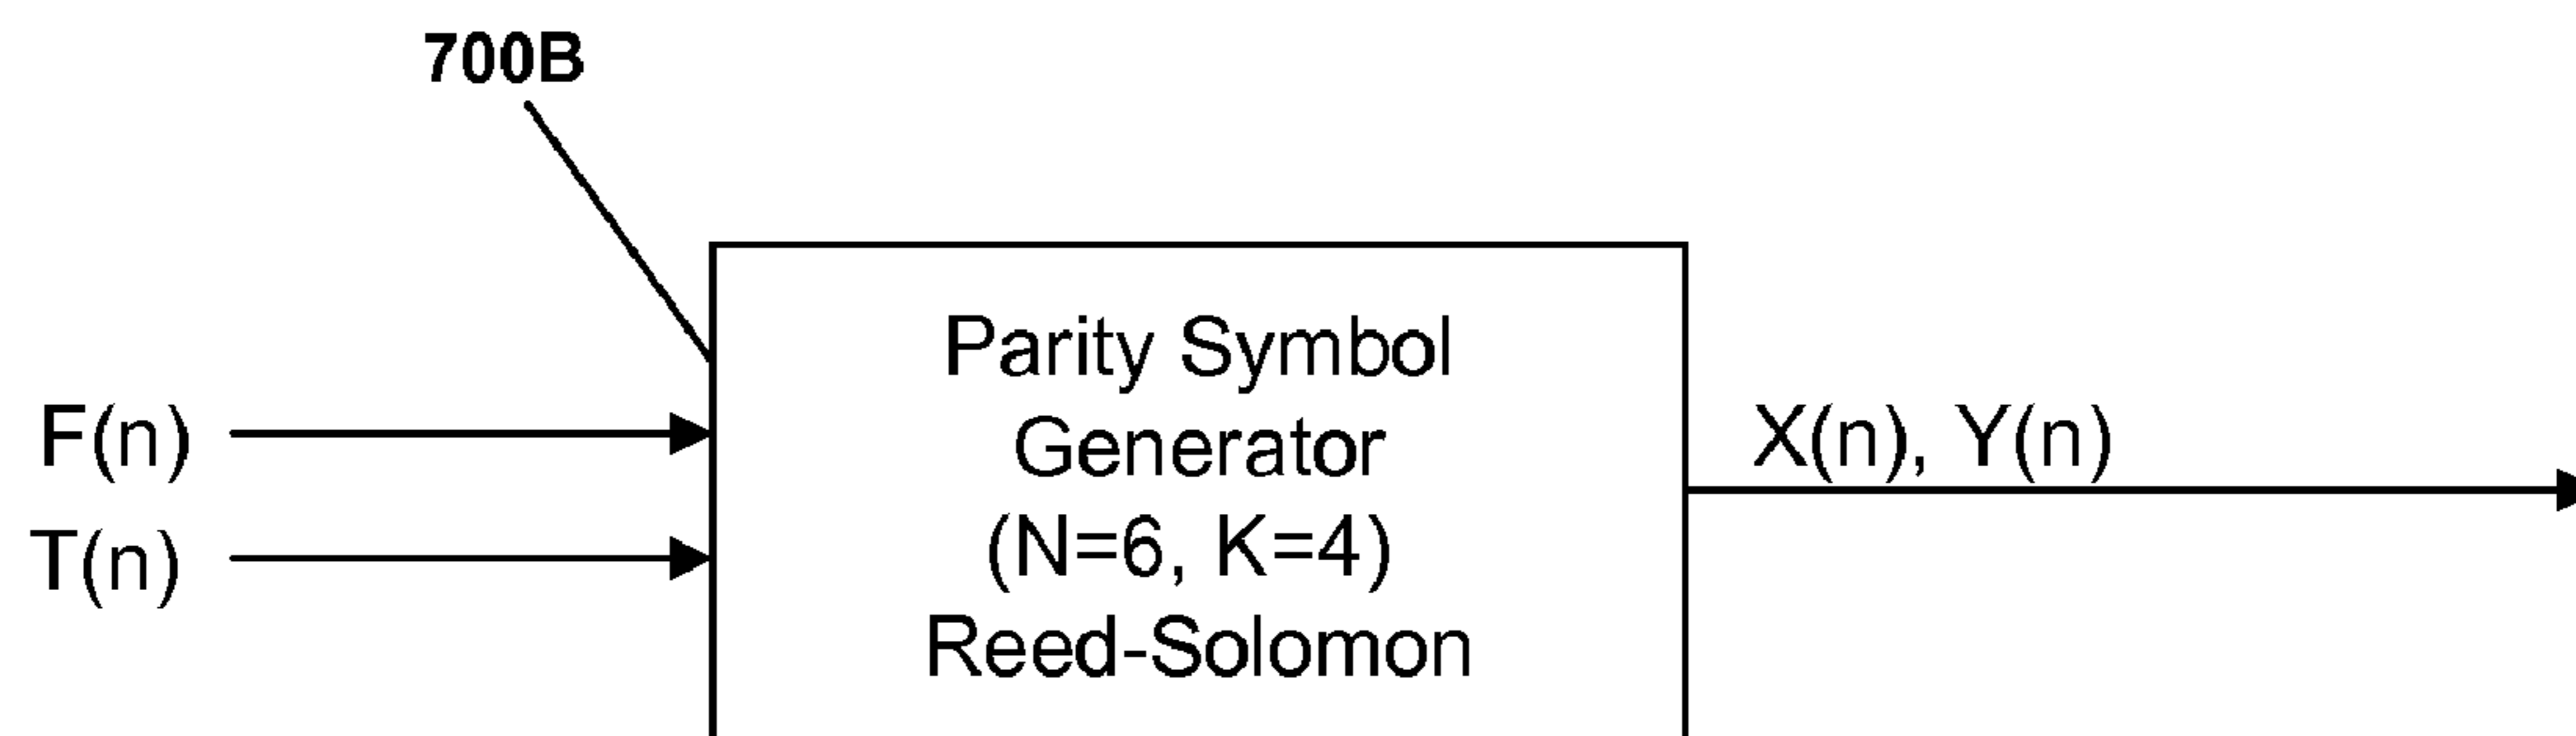 700B
Parity Symbol
Generator
(N=6, K=4)
Reed-Solomon
F(n)
T(n)
X(n), Y(n)